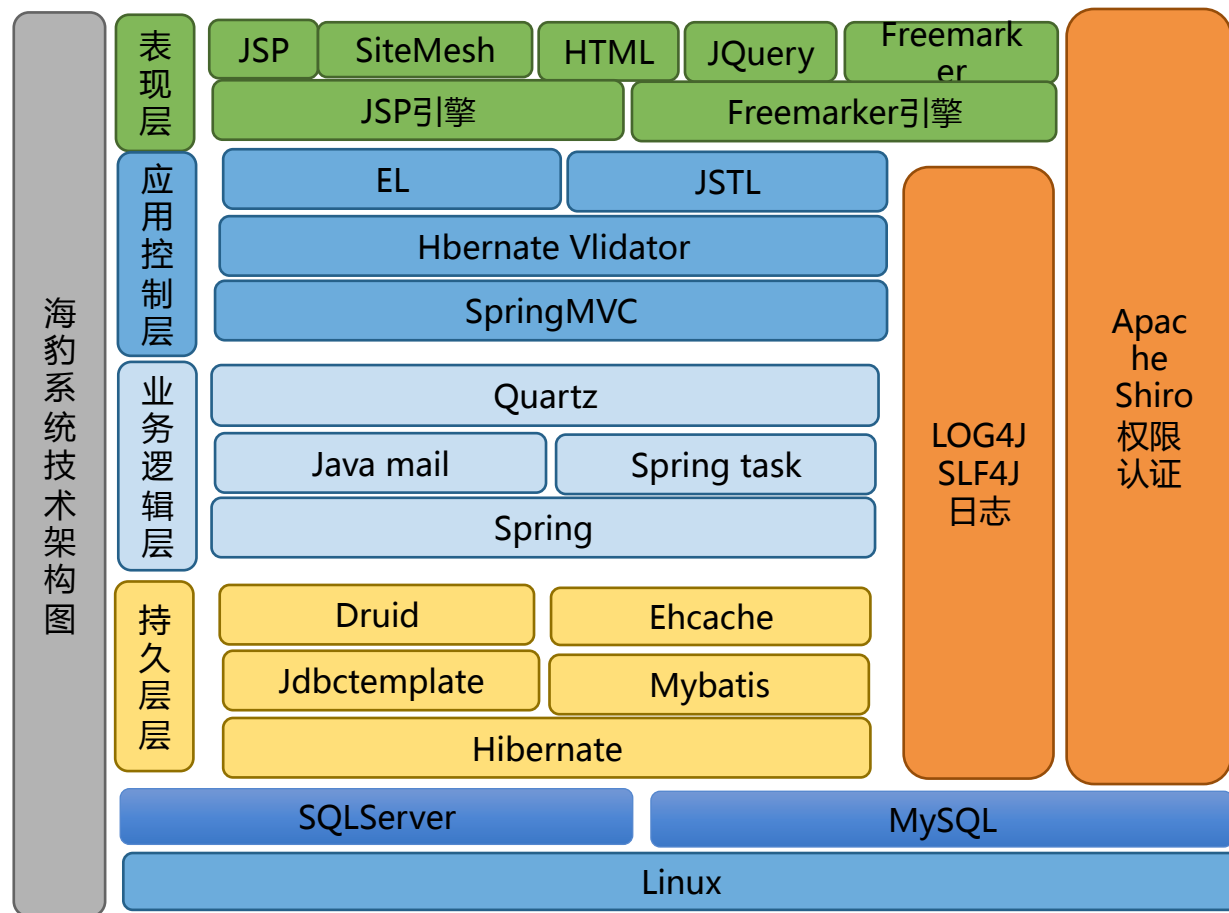 海豹系统技术架构图
表现层
JSP
SiteMesh
HTML
JQuery
Freemark
er
JSP引擎
Freemarker引擎
应用控制层
EL
JSTL
Hbernate Vlidator
SpringMVC
业务逻辑层
Quartz
Java mail
Spring task
Spring
持久层层
Druid
Ehcache
Jdbctemplate
Mybatis
Hibernate
LOG4J
SLF4J
日志
Apac
he
Shiro
权限
认证
SQLServer
MySQL
Linux